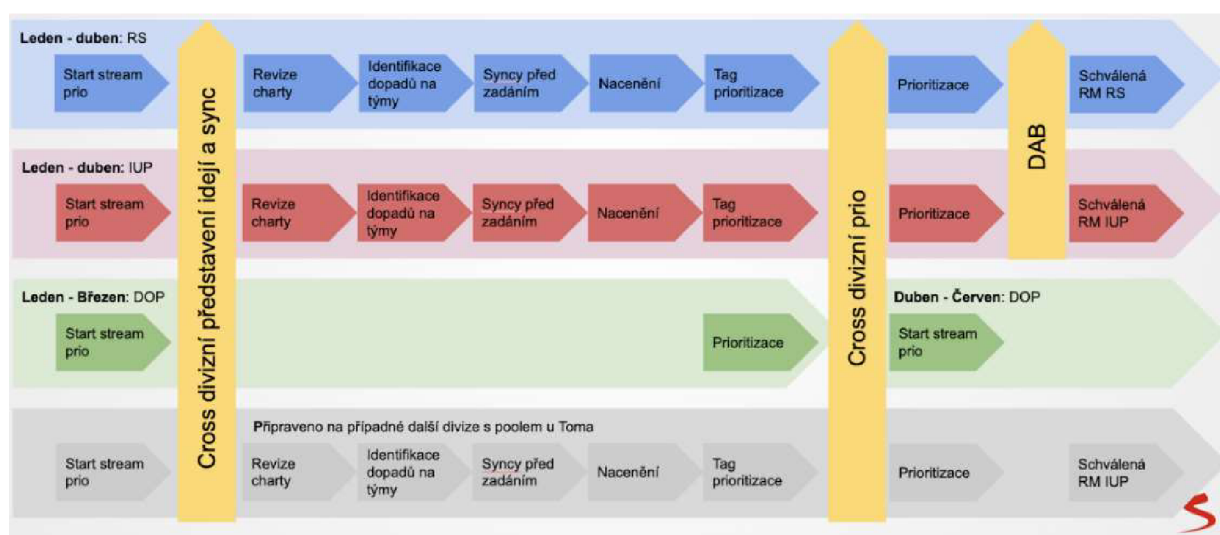 Leden - duben: RS
Start stream
prio
Cross divizní představení idejí a sync
Revize
charty
Identifikace
dopadů na
týmy
Syncy před
zadáním
Nacenění
Tag
prioritizace
Cross divizní prio
Prioritizace
DAB
Schválená
RM RS
Leden - duben: IUP
Start stream
prio
Revize
charty
Identifikace
dopadů na
týmy
Syncy před
zadáním
Nacenění
Tag
prioritizace
Prioritizace
Schválená
RM IUP
Leden - Březen: DOP
Start stream
prio
Prioritizace
Duben - Červen: DOP
Start stream
prio
Připraveno na případné další divize s poolem u Toma
Start stream
prio
Revize
charty
Identifikace
dopadů na
týmy
Syncy před
zadáním
Nacenění
Tag
prioritizace
Prioritizace
Schválená
RM IUP